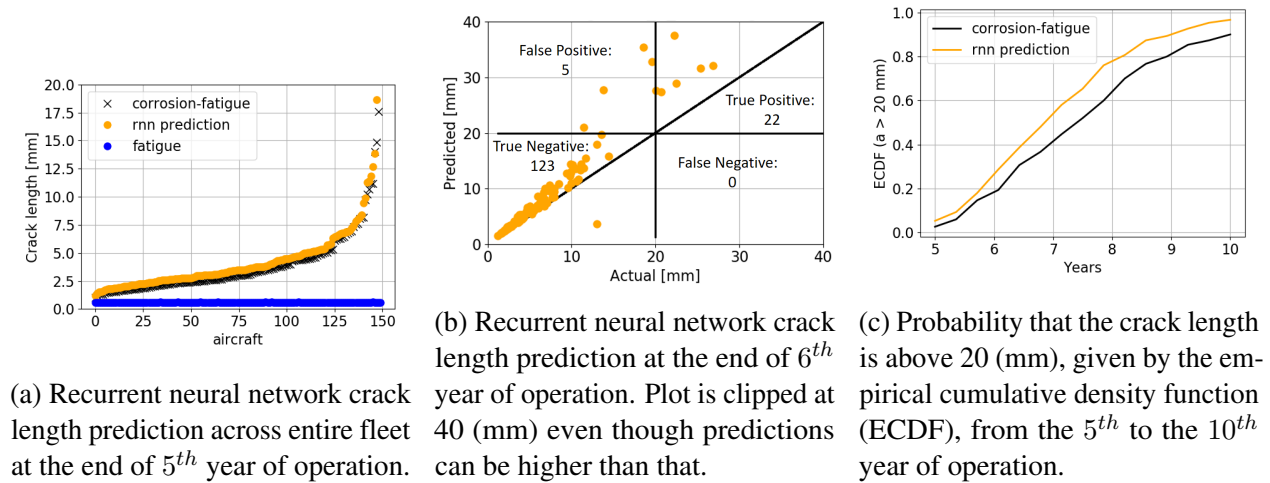 20.0
17.5
15.0
12.5
10.0
7.5
5.0
2.5
0.0
Crack length [mm]
corrosion-fatigue
rnn prediction
fatigue
0 25 50 75 100 125 150
aircraft
(a) Recurrent neural network crack
length prediction across entire fleet
at the end of 5th year of operation.
40
30
20
10
0
Predicted [mm]
False Positive:
5
True Positive:
22
True Negative:
123
False Negative:
0
0 10 20 30 40
Actual [mm]
(b) Recurrent neural network crack
length prediction at the end of 6th
year of operation. Plot is clipped at
40 (mm) even though predictions
can be higher than that.
1.0
0.8
0.6
0.4
0.2
0.0
ECDF (a > 20 mm)
corrosion-fatigue
rnn prediction
5 6 7 8 9 10
Years
(c) Probability that the crack length
is above 20 (mm), given by the em-
pirical cumulative density function
(ECDF), from the 5th to the 10th
year of operation.